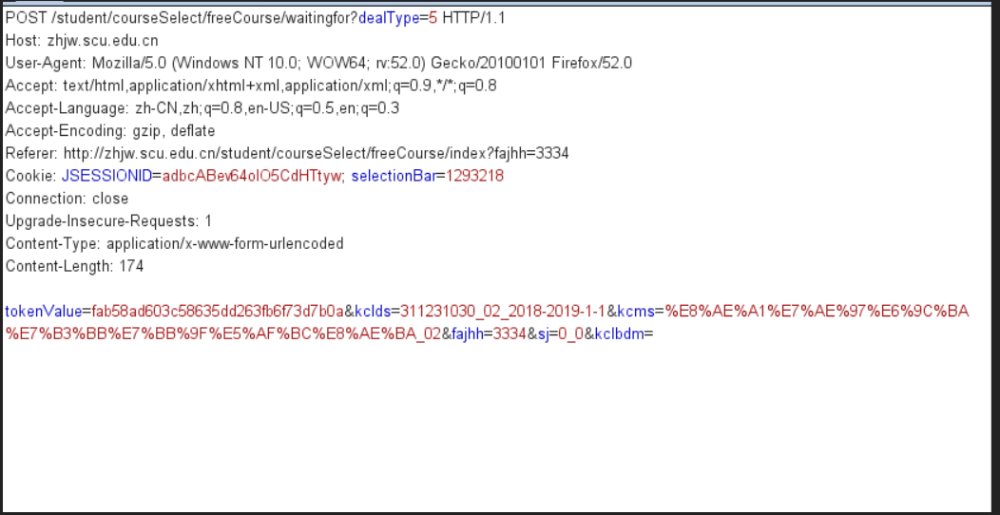 POST /student/courseSelect/freeCourse/waitingfor?dealType=5 HTTP/1.1
Host: zhjw.scu.edu.cn
User-Agent: Mozilla/5.0 (Windows NT 10.0; WOW64; rv:52.0) Gecko/20100101 Firefox/52.0
Accept: text/html,application/xhtml+xml,application/xml;q=0.9,*/*;q=0.8
Accept-Language: zh-CN,zh;q=0.8,en-US;q=0.5,en;q=0.3
Accept-Encoding: gzip, deflate
Referer: http://zhjw.scu.edu.cn/student/courseSelect/freeCourse/index?fajhh=3334
Cookie: JSESSIONID=adbcABev64olO5CdHTtyw; selectionBar=1293218
Connection: close
Upgrade-Insecure-Requests: 1
Content-Type: application/x-www-form-urlencoded
Content-Length: 174
tokenValue=fab58ad603c58635dd263fb6f73d7b0a&kcIds=311231030_02_2018-2019-1-1&kcms=%E8%AE%A1%E7%AE%97%E6%9C%BA
%E7%B3%BB%E7%BB%9F%E5%AF%BC%E8%AE%BA_02&fajhh=3334&sj=0_0&kclbdm=